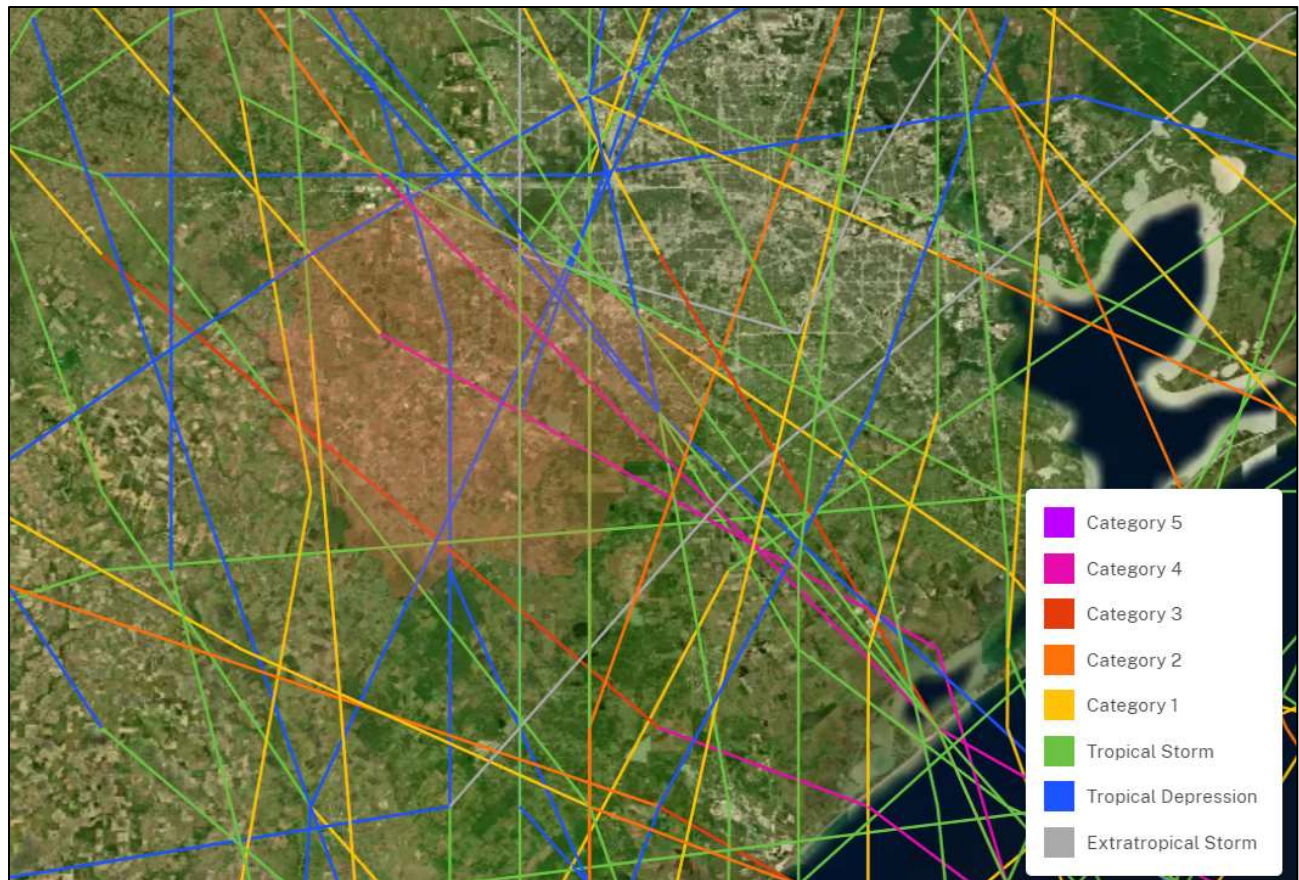 Category 5
Category 4
Category 3
Category 2
Category 1
Tropical Storm
Tropical Depression
Extratropical Storm